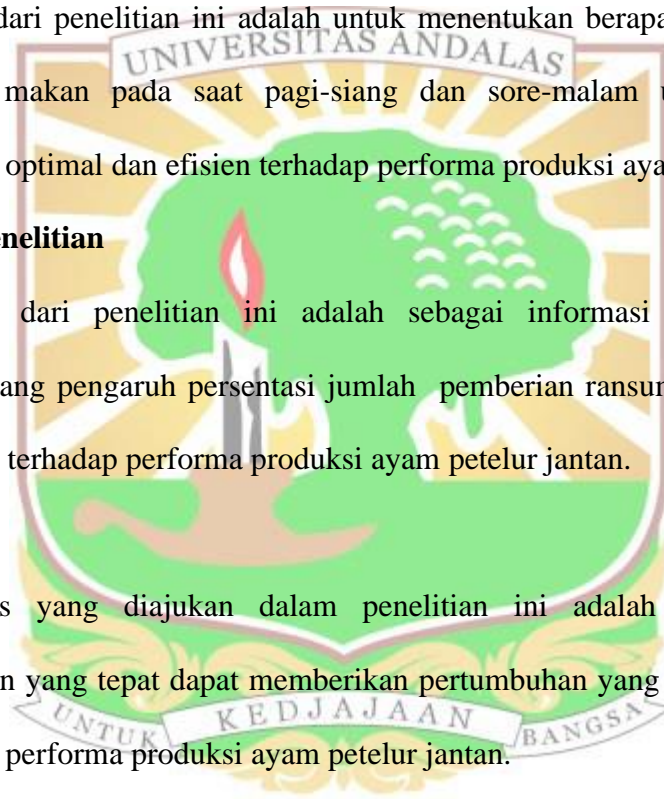 dari penelitian ini adalah untuk menentukan berapa
UNIVERSITAS ANDALAS
makan pada saat pagi-siang dan sore-malam
optimal dan efisien terhadap performa produksi
enelitian
dari penelitian ini adalah sebagai informasi
ang pengaruh persentasi jumlah pemberian ransum
terhadap performa produksi ayam petelur jantan.
s yang diajukan dalam penelitian ini adalah
n yang tepat dapat memberikan pertumbuhan yang
UNTUK KEDJAJAAN BANGSA
performa produksi ayam petelur jantan.